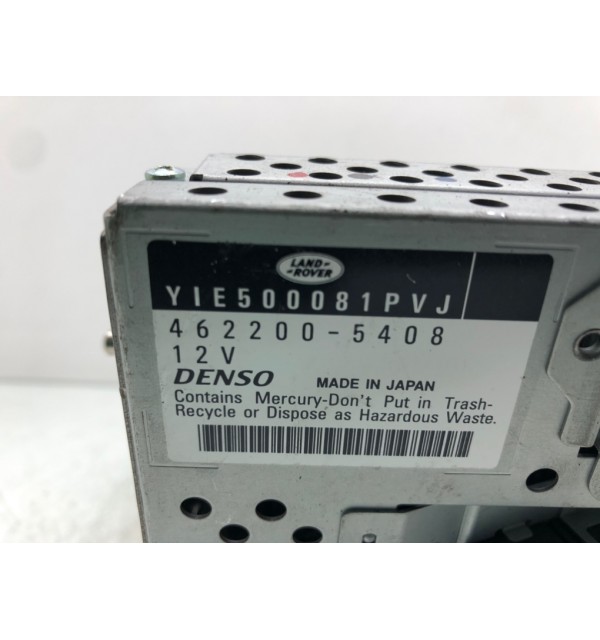 LAND-
-ROVER
YIE500081PVJ
462200-5408
12V
DENSO MADE IN JAPAN
Contains Mercury-Don't Put in Trash-
Recycle or Dispose as Hazardous Waste.